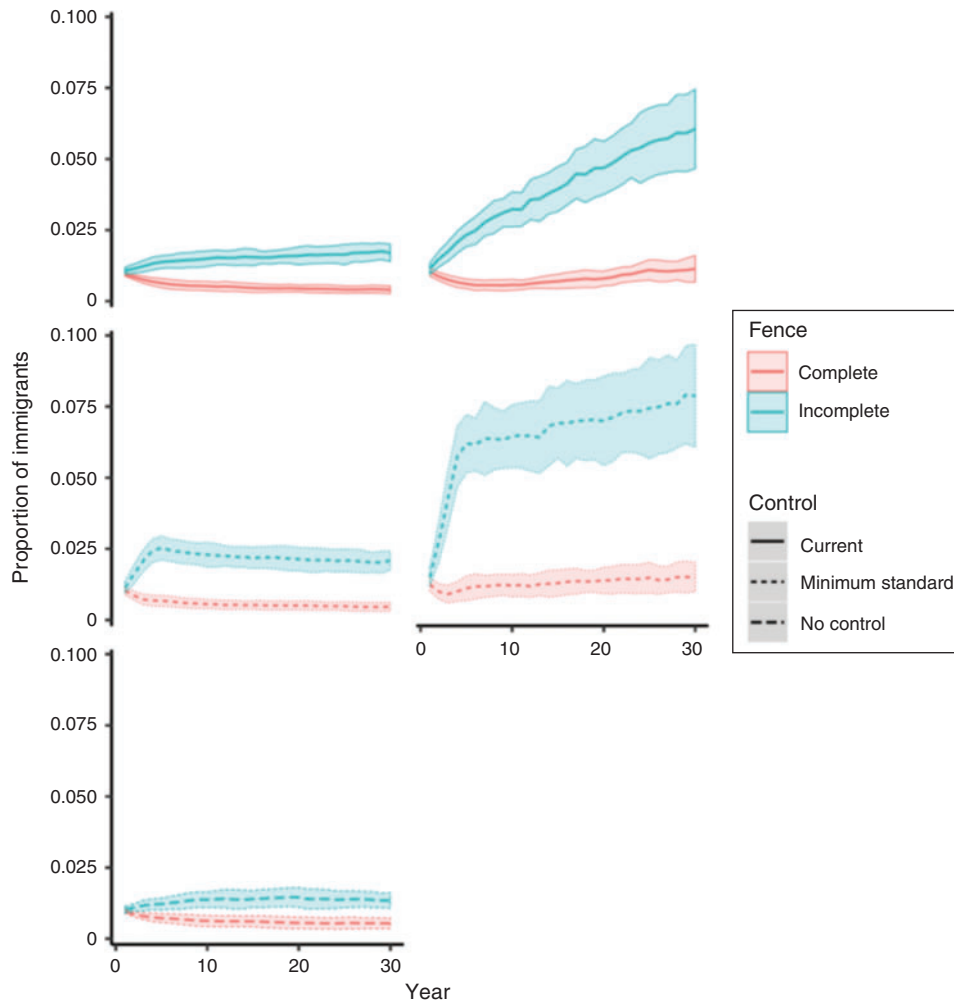 0.100
0.075
0.050
0.025
0
0.100
0.075
0.050
0.025
0
0 10 20 30
0.100
0.075
0.050
0.025
0
0 10 20 30
Proportion of immigrants
Year
Fence
Complete
Incomplete
Control
Current
Minimum standard
No control